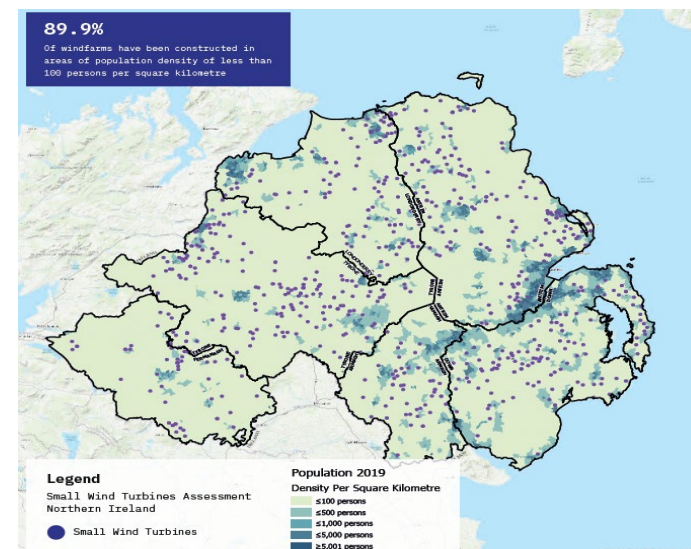 89.9%
Of windfarms have been constructed in
areas of population density of less than
100 persons per square kilometre
Legend
Small Wind Turbines Assessment
Northern Ireland
Small Wind Turbines
Population 2019
Density Per Square Kilometre
≤100 persons
≤500 persons
≤1,000 persons
≤5,000 persons
≥5,001 persons